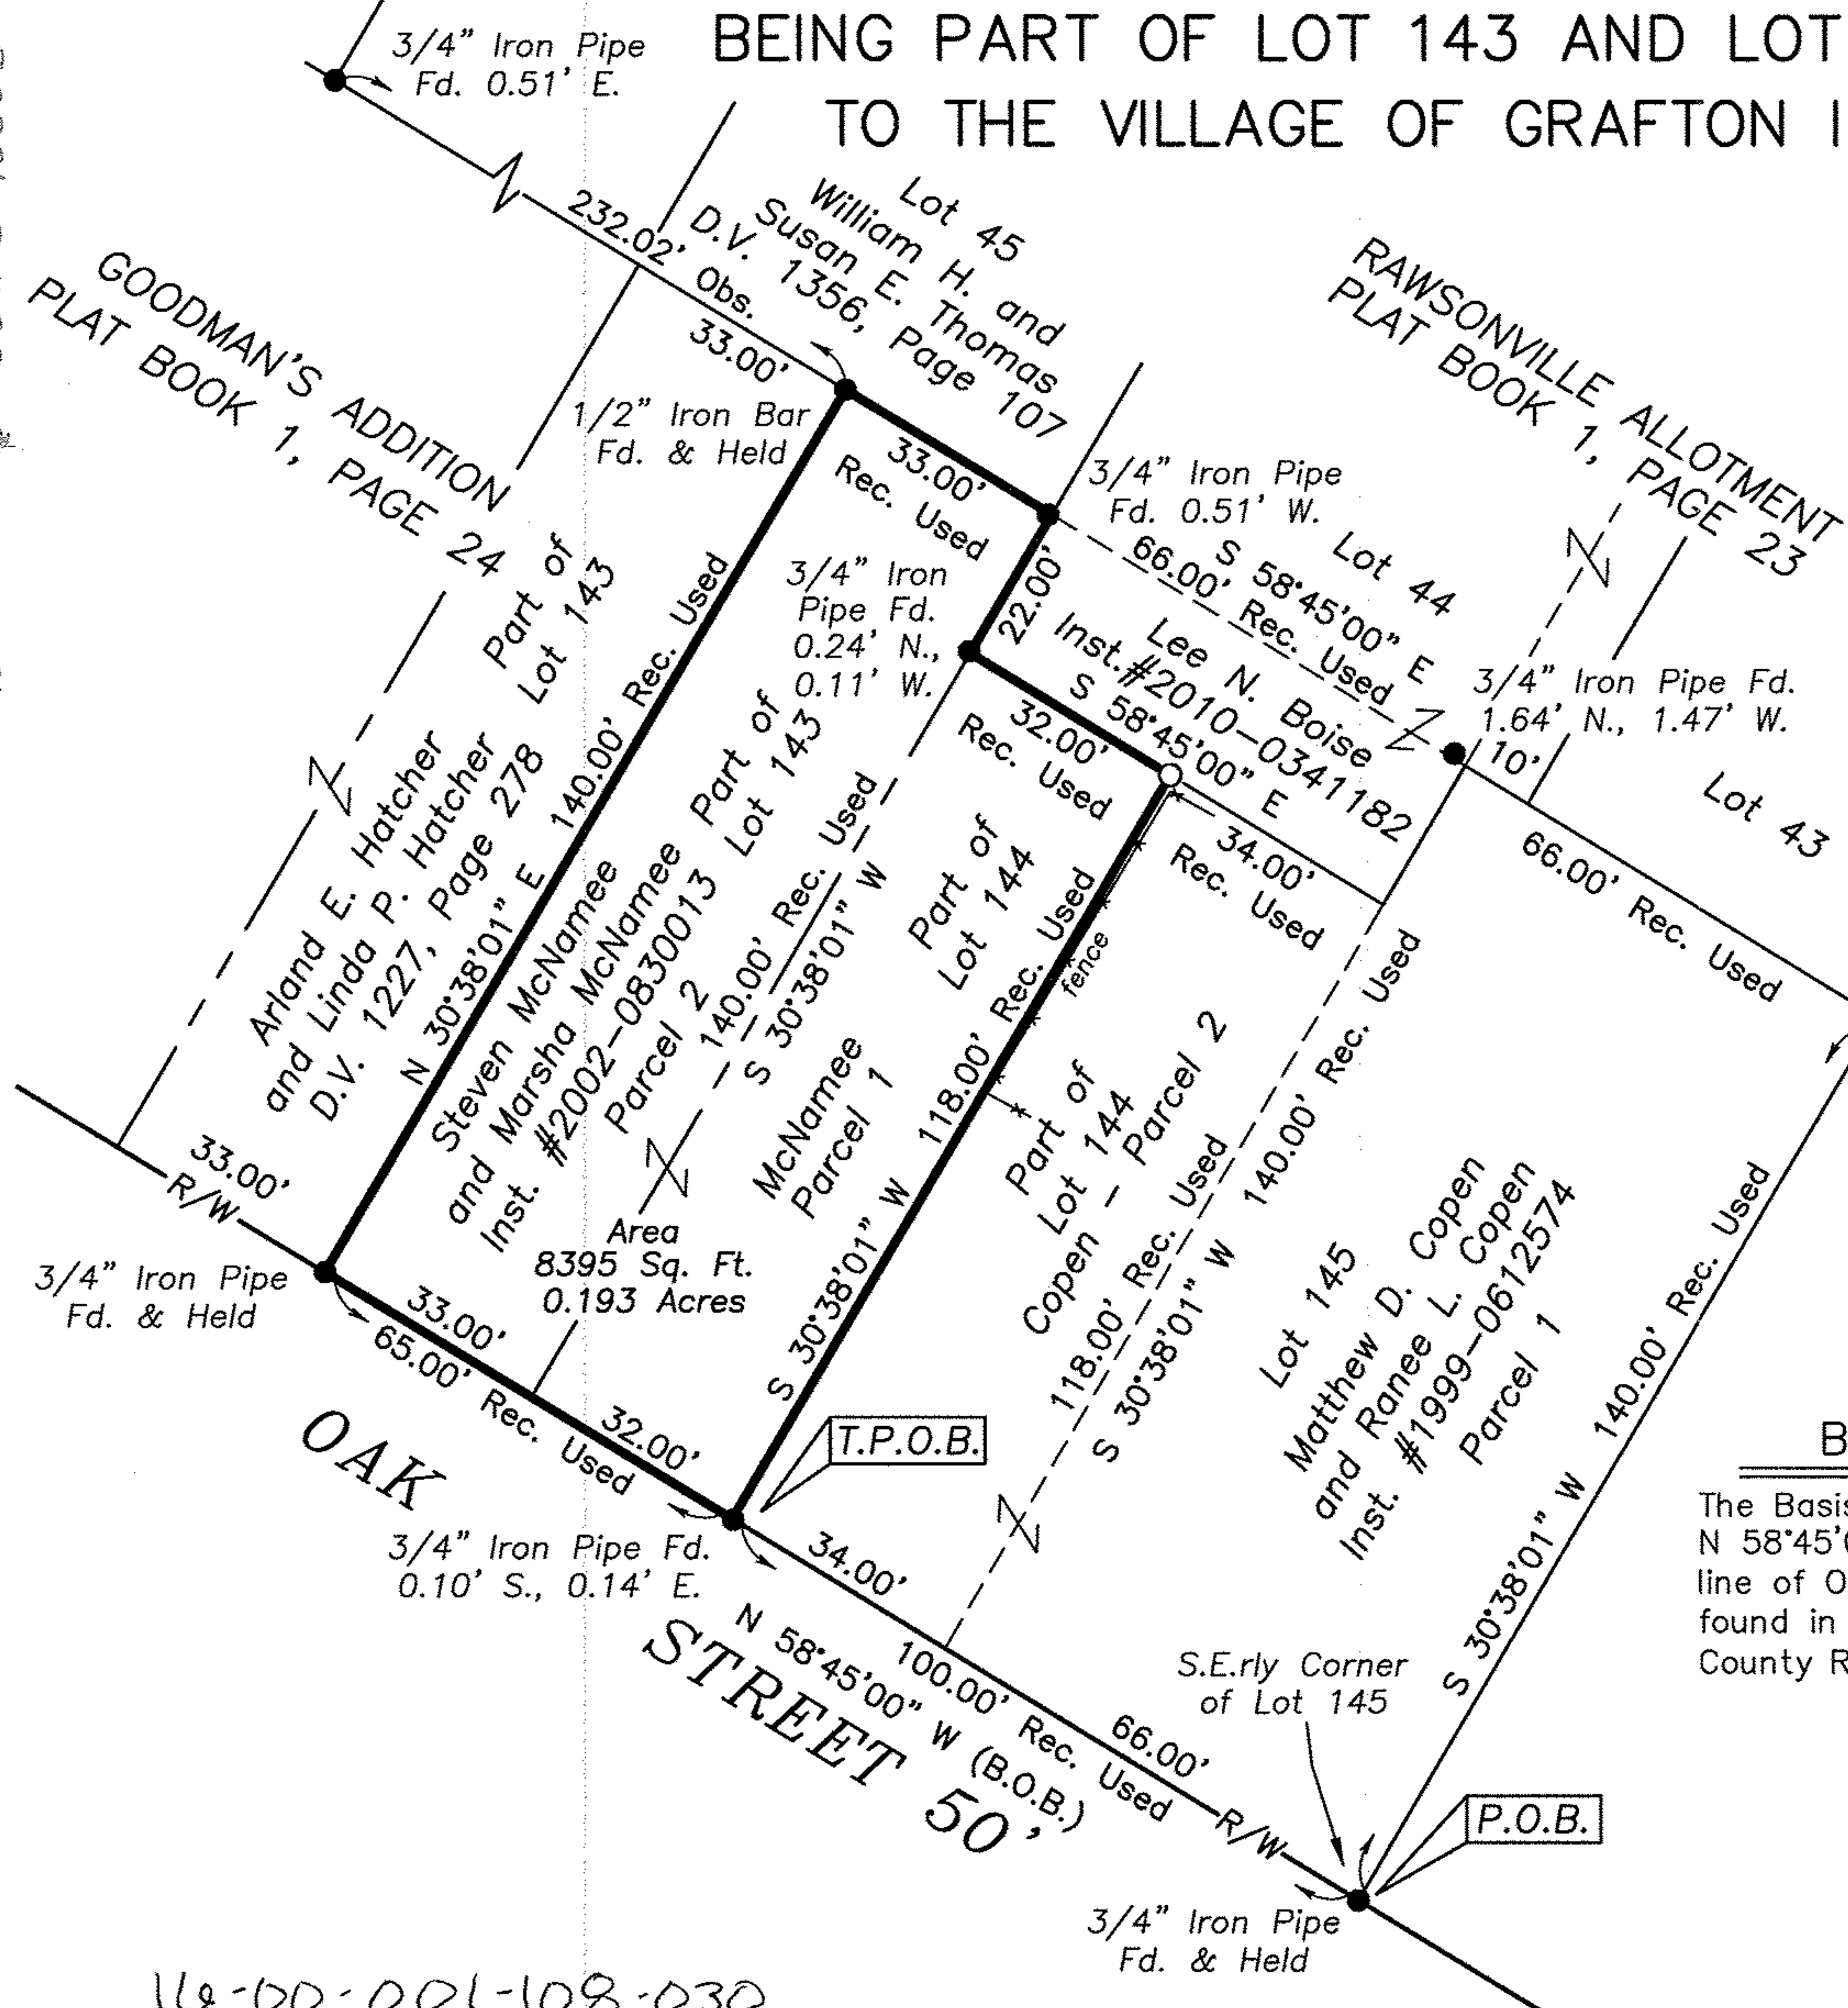 BEING PART OF LOT 143 AND LOT
TO THE VILLAGE OF GRAFTON
3/4" Iron Pipe
Fd. 0.51' E.
232.02' Obs.
33.00'
Lot 45
William H. and
Susan E. Thomas
D.V. 1356, Page 107
RAWSONVILLE ALLOTMENT
PLAT BOOK 1, PAGE 23
GOODMAN'S ADDITION
PLAT BOOK 1, PAGE 24
1/2" Iron Bar
Fd. & Held
33.00'
Rec. Used
3/4" Iron Pipe
Fd. 0.51' W.
22.00'
3/4" Iron
Pipe Fd.
0.24' N.,
0.11' W.
Lot 44
S 58°45'00" E
66.00' Rec. Used
Lee N. Boise
Inst.#2010-0341182
S 58°45'00" E
32.00'
Rec. Used
3/4" Iron Pipe Fd.
1.64' N., 1.47' W.
10'
Lot 43
66.00' Rec. Used
34.00'
Rec. Used
Part of
Lot 143
Arland E. Hatcher
and Linda P. Hatcher
D.V. 1227, Page 278
N 30°38'01" E 140.00' Rec. Used
Part of
Lot 143
Steven McNamee
and Marsha McNamee
Inst. #2002-0830013
Parcel 2
140.00' Rec. Used
S 30°38'01" W
Part of
Lot 144
McNamee
Parcel 1
S 30°38'01" W 118.00' Rec. Used
fence
Part of
Lot 144
Copen - Parcel 2
118.00' Rec. Used
S 30°38'01" W 140.00' Rec. Used
Lot 145
Matthew D. Copen
and Ranee L. Copen
Inst. #1999-0612574
Parcel 1
S 30°38'01" W 140.00' Rec. Used
Area
8395 Sq. Ft.
0.193 Acres
33.00'
R/W
3/4" Iron Pipe
Fd. & Held
33.00'
65.00' Rec. Used
32.00'
T.P.O.B.
OAK
STREET 50'
3/4" Iron Pipe Fd.
0.10' S., 0.14' E.
34.00'
N 58°45'00" W (B.O.B.)
100.00' Rec. Used
66.00'
R/W
S.E.rly Corner
of Lot 145
P.O.B.
3/4" Iron Pipe
Fd. & Held
B
The Basis
N 58°45'
line of O
found in
County R
16-00-001-108-030